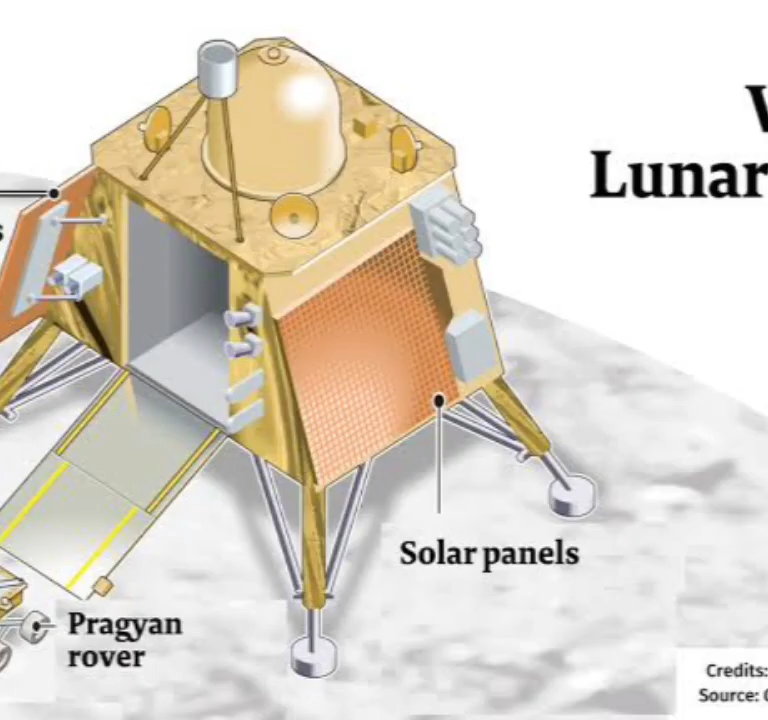 Lunar
Solar panels
Pragyan
rover
Credits:
Source: